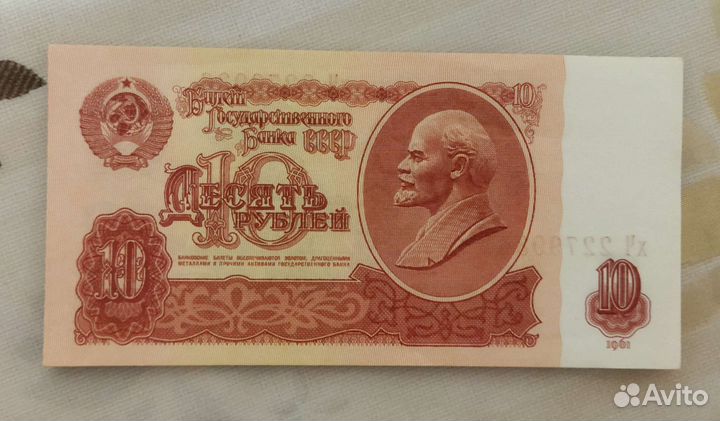 10
Билет
Государственного
Банка СССР
10
Десять
рублей
БАНКОВСКИЕ БИЛЕТЫ ОБЕСПЕЧИВАЮТСЯ ЗОЛОТОМ, ДРАГОЦЕННЫМИ
МЕТАЛЛАМИ И ПРОЧИМИ АКТИВАМИ ГОСУДАРСТВЕННОГО БАНКА
10
10
1961
Avito